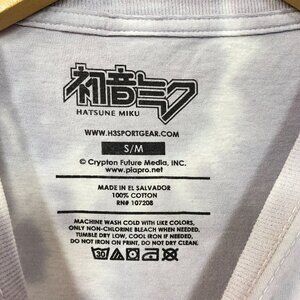 初音ミク
HATSUNE MIKU
WWW.H3SPORTGEAR.COM
S/M
© Crypton Future Media, INC.
www.piapro.net
MADE IN EL SALVADOR
100% COTTON
RN# 107208
MACHINE WASH COLD WITH LIKE COLORS,
ONLY NON-CHLORINE BLEACH WHEN NEEDED,
TUMBLE DRY LOW, COOL IRON IF NEEDED,
DO NOT IRON ON PRINT, DO NOT DRY CLEAN.
30